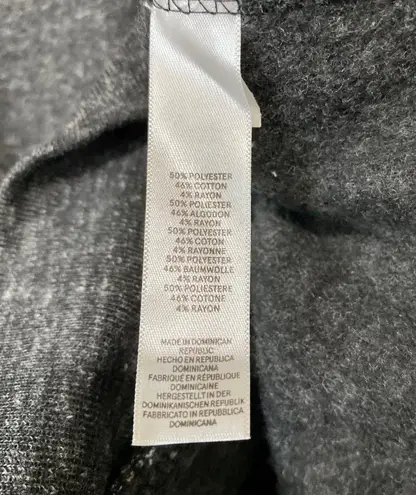 50% POLYESTER
46% COTTON
4% RAYON
50% POLIESTER
46% ALGODON
4% RAYON
50% POLYESTER
46% COTON
4% RAYONNE
50% POLYESTER
46% BAUMWOLLE
4% RAYON
50% POLIESTERE
46% COTONE
4% RAYON
MADE IN DOMINICAN
REPUBLIC
HECHO EN REPUBLICA
DOMINICANA
FABRIQUÉ EN RÉPUBLIQUE
DOMINICAINE
HERGESTELLT IN DER
DOMINIKANISCHEN REPUBLIK
FABBRICATO IN REPUBBLICA
DOMINICANA